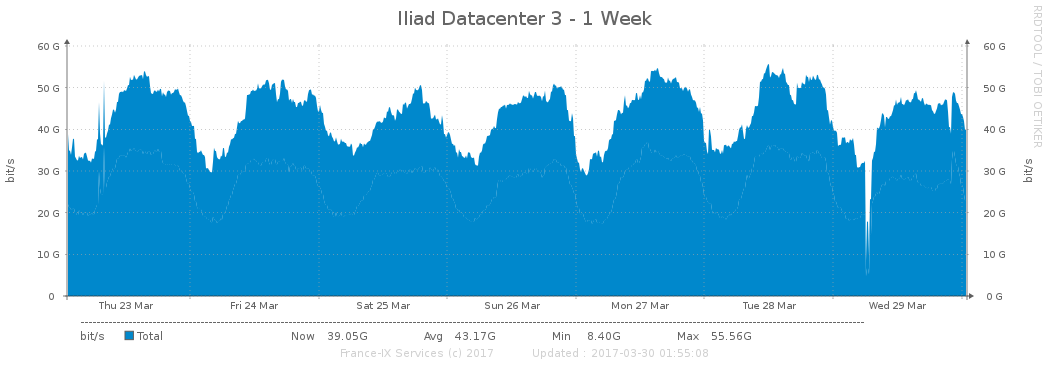 Iliad Datacenter 3 - 1 Week
RRDTOOL / TOBI OETIKER
60 G 60 G
50 G 50 G
40 G 40 G
30 G 30 G
20 G 20 G
10 G 10 G
0 0 G
bit/s bit/s
Thu 23 Mar Fri 24 Mar Sat 25 Mar Sun 26 Mar Mon 27 Mar Tue 28 Mar Wed 29 Mar
bit/s Total Now 39.05G Avg 43.17G Min 8.40G Max 55.56G
France-IX Services (c) 2017 Updated : 2017-03-30 01:55:08